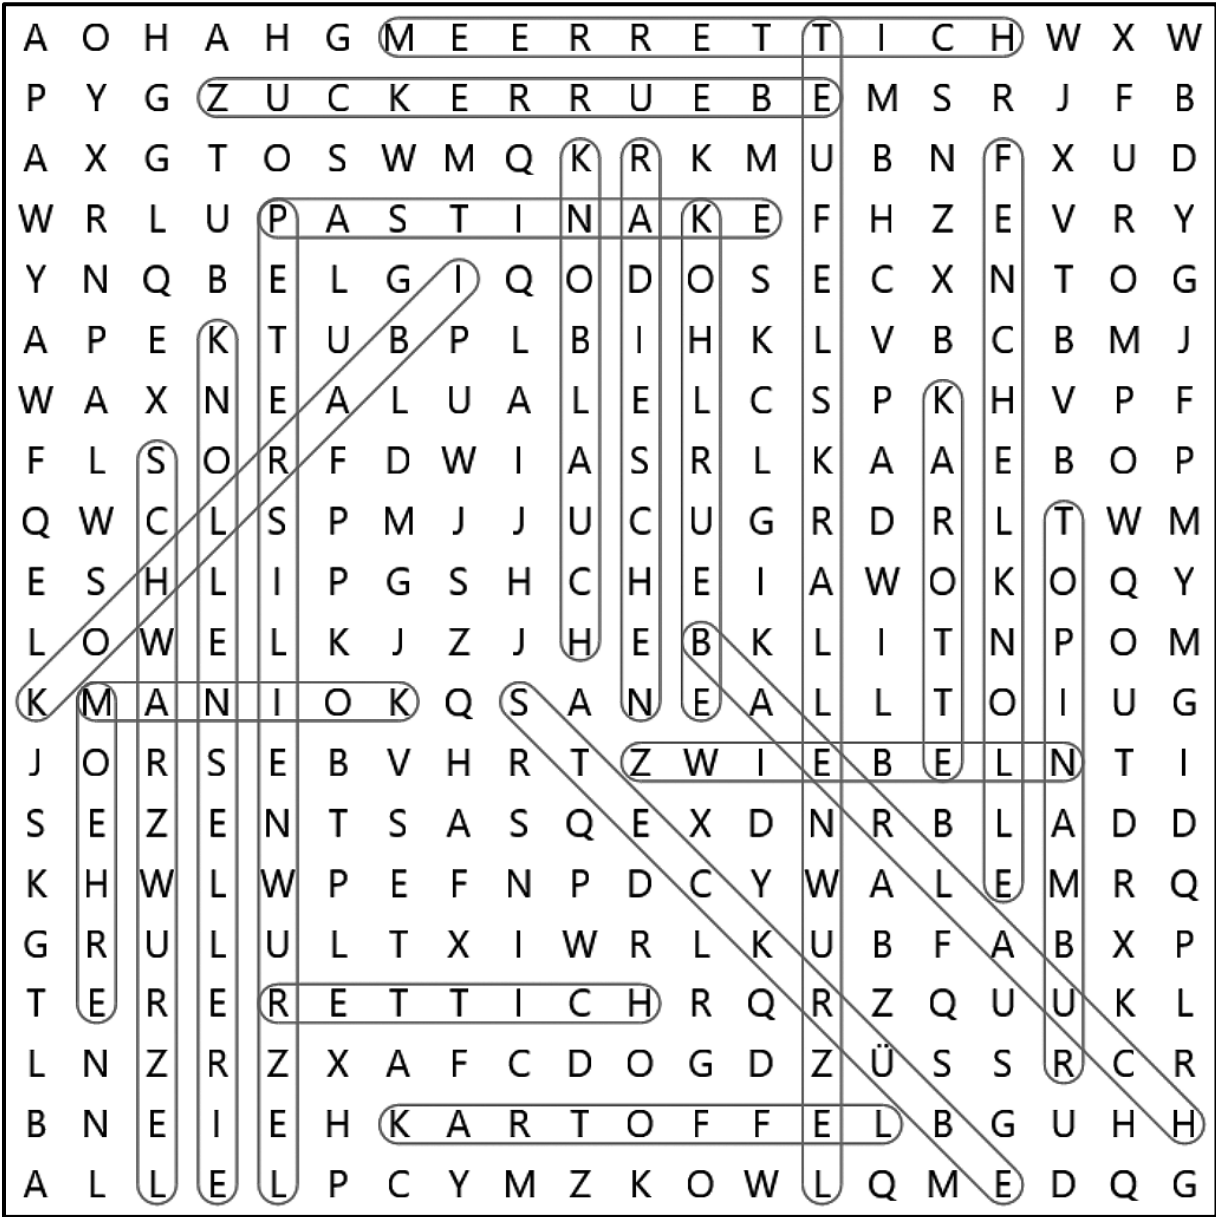 A O H A H G M E E R R E T T I C H W X W
P Y G Z U C K E R R U E B E M S R J F B
A X G T O S W M Q K R K M U B N F X U D
W R L U P A S T I N A K E F H Z E V R Y
Y N Q B E L G I Q O D O S E C X N T O G
A P E K T U B P L B I H K L V B C B M J
W A X N E A L U A L E L C S P K H V P F
F L S O R F D W I A S R L K A A E B O P
Q W C L S P M J J U C U G R D R L T W M
E S H L I P G S H C H E I A W O K O Q Y
L O W E L K J Z J H E B K L I T N P O M
K M A N I O K Q S A N E A L L T O I U G
J O R S E B V H R T Z W I E B E L N T I
S E Z E N T S A S Q E X D N R B L A D D
K H W L W P E F N P D C Y W A L E M R Q
G R U L U L T X I W R L K U B F A B X P
T E R E R E T T I C H R Q R Z Q U U K L
L N Z R Z X A F C D O G D Z Ü S S R C R
B N E I E H K A R T O F F E L B G U H H
A L L E L P C Y M Z K O W L Q M E D Q G